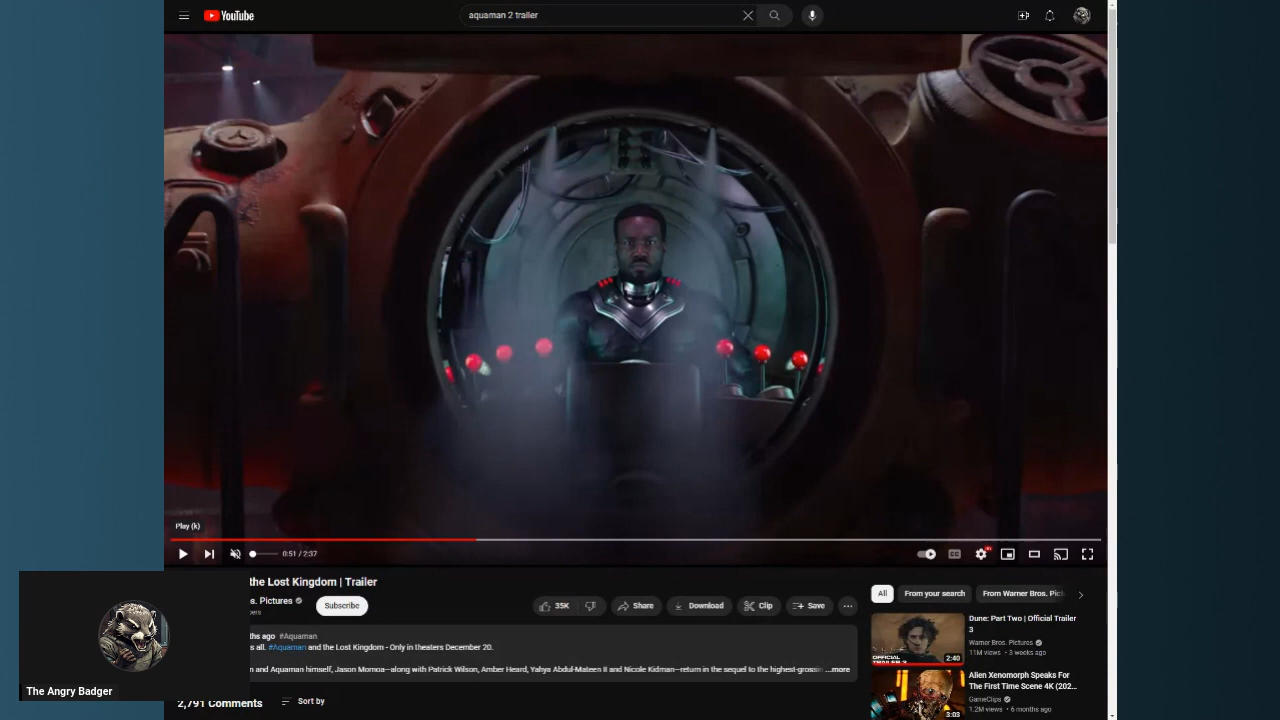 YouTube
aquaman 2 trailer
Play (k)
0:51 / 2:37
the Lost Kingdom | Trailer
s. Pictures
bers
Subscribe
35K
Share
Download
Clip
Save
hs ago #Aquaman
s all. #Aquaman and the Lost Kingdom - Only in theaters December 20.
n and Aquaman himself, Jason Momoa—along with Patrick Wilson, Amber Heard, Yahya Abdul-Mateen II and Nicole Kidman—return in the sequel to the highest-grossin ...more
2,791 Comments
Sort by
All
From your search
From Warner Bros. Pict
Dune: Part Two | Official Trailer
3
Warner Bros. Pictures
11M views • 3 weeks ago
OFFICIAL
TRAILER 3
2:40
Alien Xenomorph Speaks For
The First Time Scene 4K (202...
GameClips
1.2M views • 6 months ago
3:03
The Angry Badger